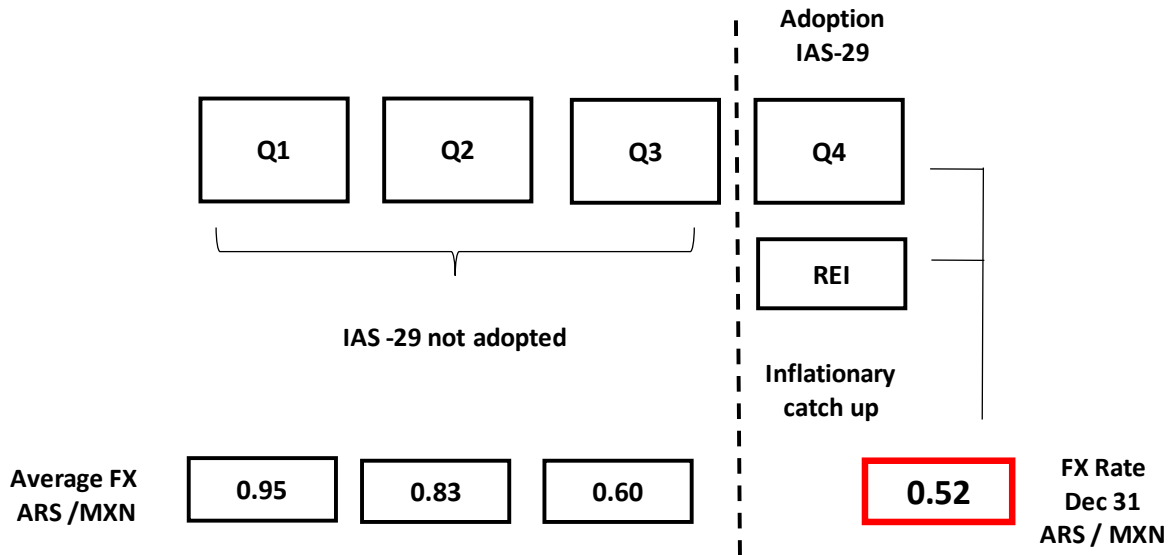 Adoption
IAS-29
Q1
Q2
Q3
Q4
REI
IAS -29 not adopted
Inflationary
catch up
Average FX
ARS /MXN
0.95
0.83
0.60
0.52
FX Rate
Dec 31
ARS / MXN